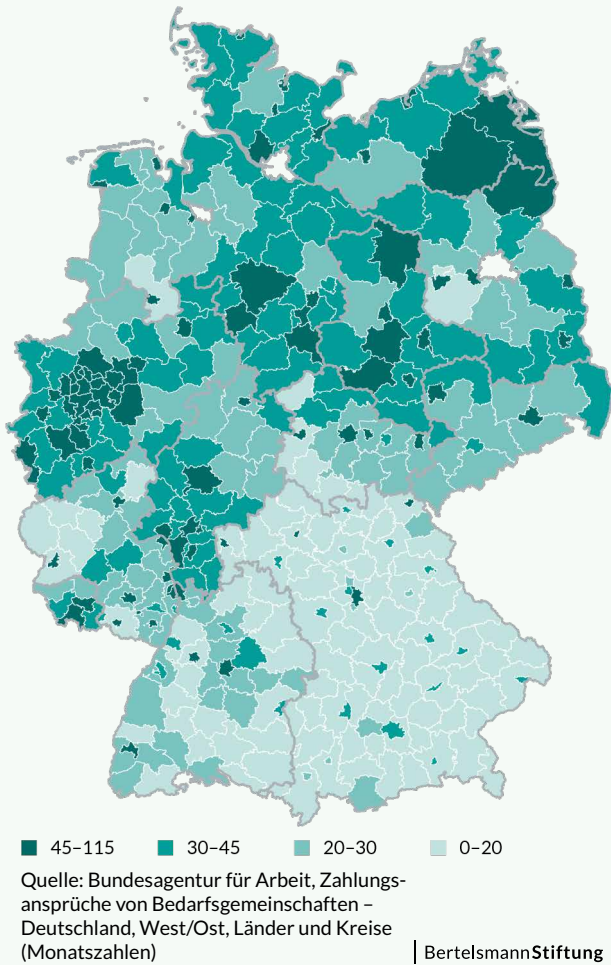 45–115 30–45 20–30 0–20
Quelle: Bundesagentur für Arbeit, Zahlungs-
ansprüche von Bedarfsgemeinschaften –
Deutschland, West/Ost, Länder und Kreise
(Monatszahlen)
BertelsmannStiftung